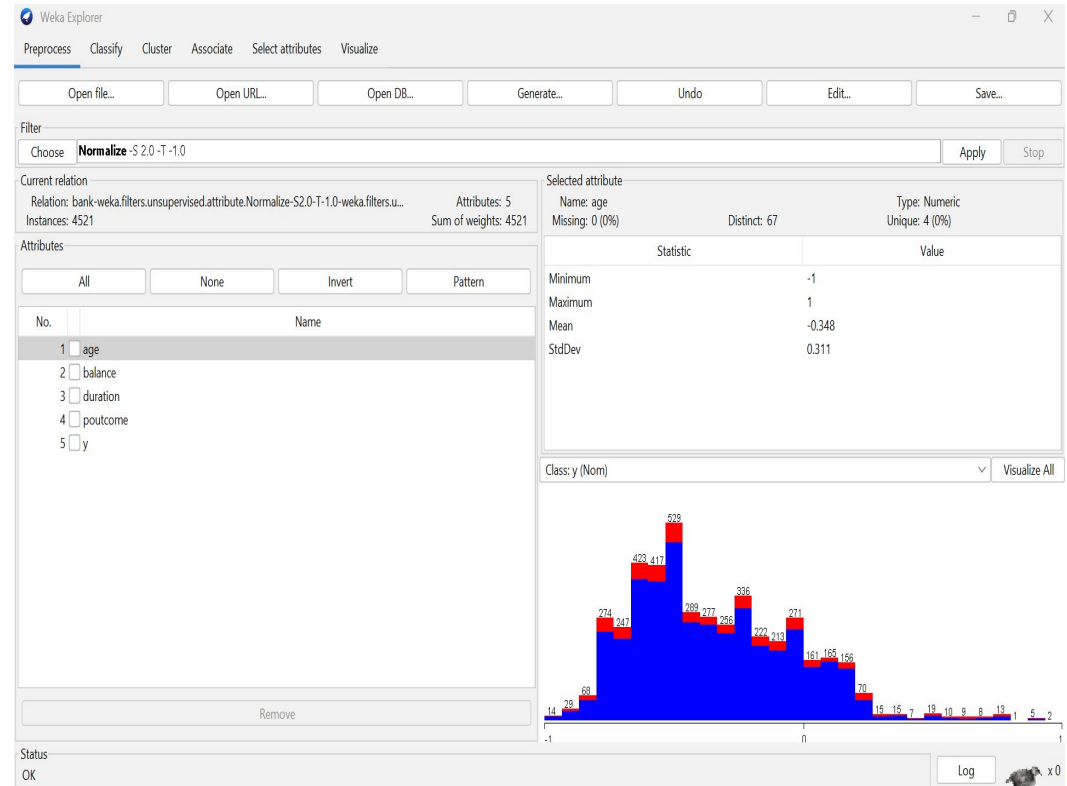 Weka Explorer
Preprocess Classify Cluster Associate Select attributes Visualize
Open file... Open URL... Open DB... Generate... Undo Edit... Save...
Filter
Choose Normalize -S 2.0 -T -1.0 Apply Stop
Current relation
Relation: bank-weka.filters.unsupervised.attribute.Normalize-S2.0-T-1.0-weka.filters.u... Attributes: 5
Instances: 4521 Sum of weights: 4521
Selected attribute
Name: age Type: Numeric
Missing: 0 (0%) Distinct: 67 Unique: 4 (0%)
Statistic Value
Minimum -1
Maximum 1
Mean -0.348
StdDev 0.311
Attributes
All None Invert Pattern
No. Name
1 age
2 balance
3 duration
4 poutcome
5 y
Remove
Class: y (Nom) Visualize All
14 29 68 274 247 423 417 529 289 277 256 336 222 213 271 161 165 156 70 15 15 7 19 10 9 8 13 1 5 2
-1 0 1
Status
OK
Log x 0